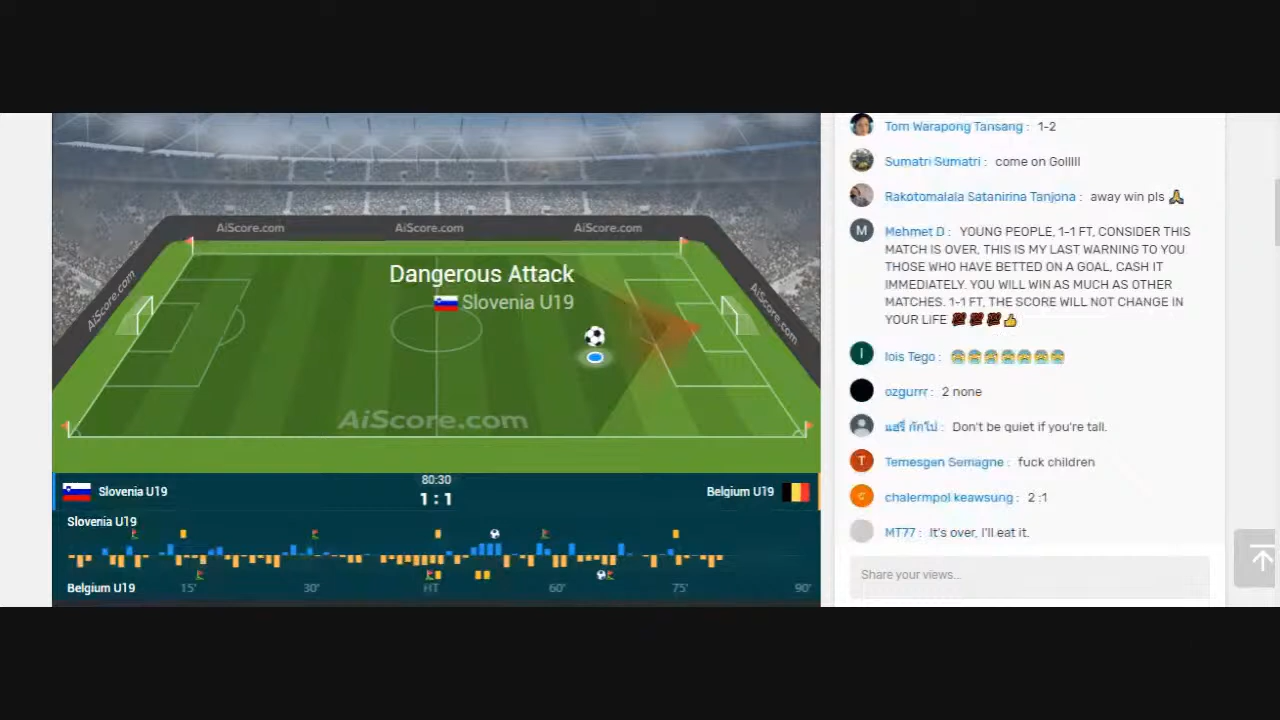 AiScore.com AiScore.com AiScore.com
AiScore.com AiScore.com
Dangerous Attack
Slovenia U19
AiScore.com
80:30
Slovenia U19 1 : 1 Belgium U19
Slovenia U19
Belgium U19 15' 30' HT 60' 75' 90'
Tom Warapong Tansang : 1-2
Sumatri Sumatri : come on Golllll
Rakotomalala Satanirina Tanjona : away win pls 🙏
M Mehmet D : YOUNG PEOPLE, 1-1 FT, CONSIDER THIS
MATCH IS OVER, THIS IS MY LAST WARNING TO YOU
THOSE WHO HAVE BETTED ON A GOAL, CASH IT
IMMEDIATELY. YOU WILL WIN AS MUCH AS OTHER
MATCHES. 1-1 FT, THE SCORE WILL NOT CHANGE IN
YOUR LIFE 💯 💯 💯👍
I Iois Tego :
ozgurrr : 2 none
Don't be quiet if you're tall.
T Temesgen Semagne : fuck children
c chalermpol keawsung : 2 :1
MT77 : It's over, I'll eat it.
Share your views...